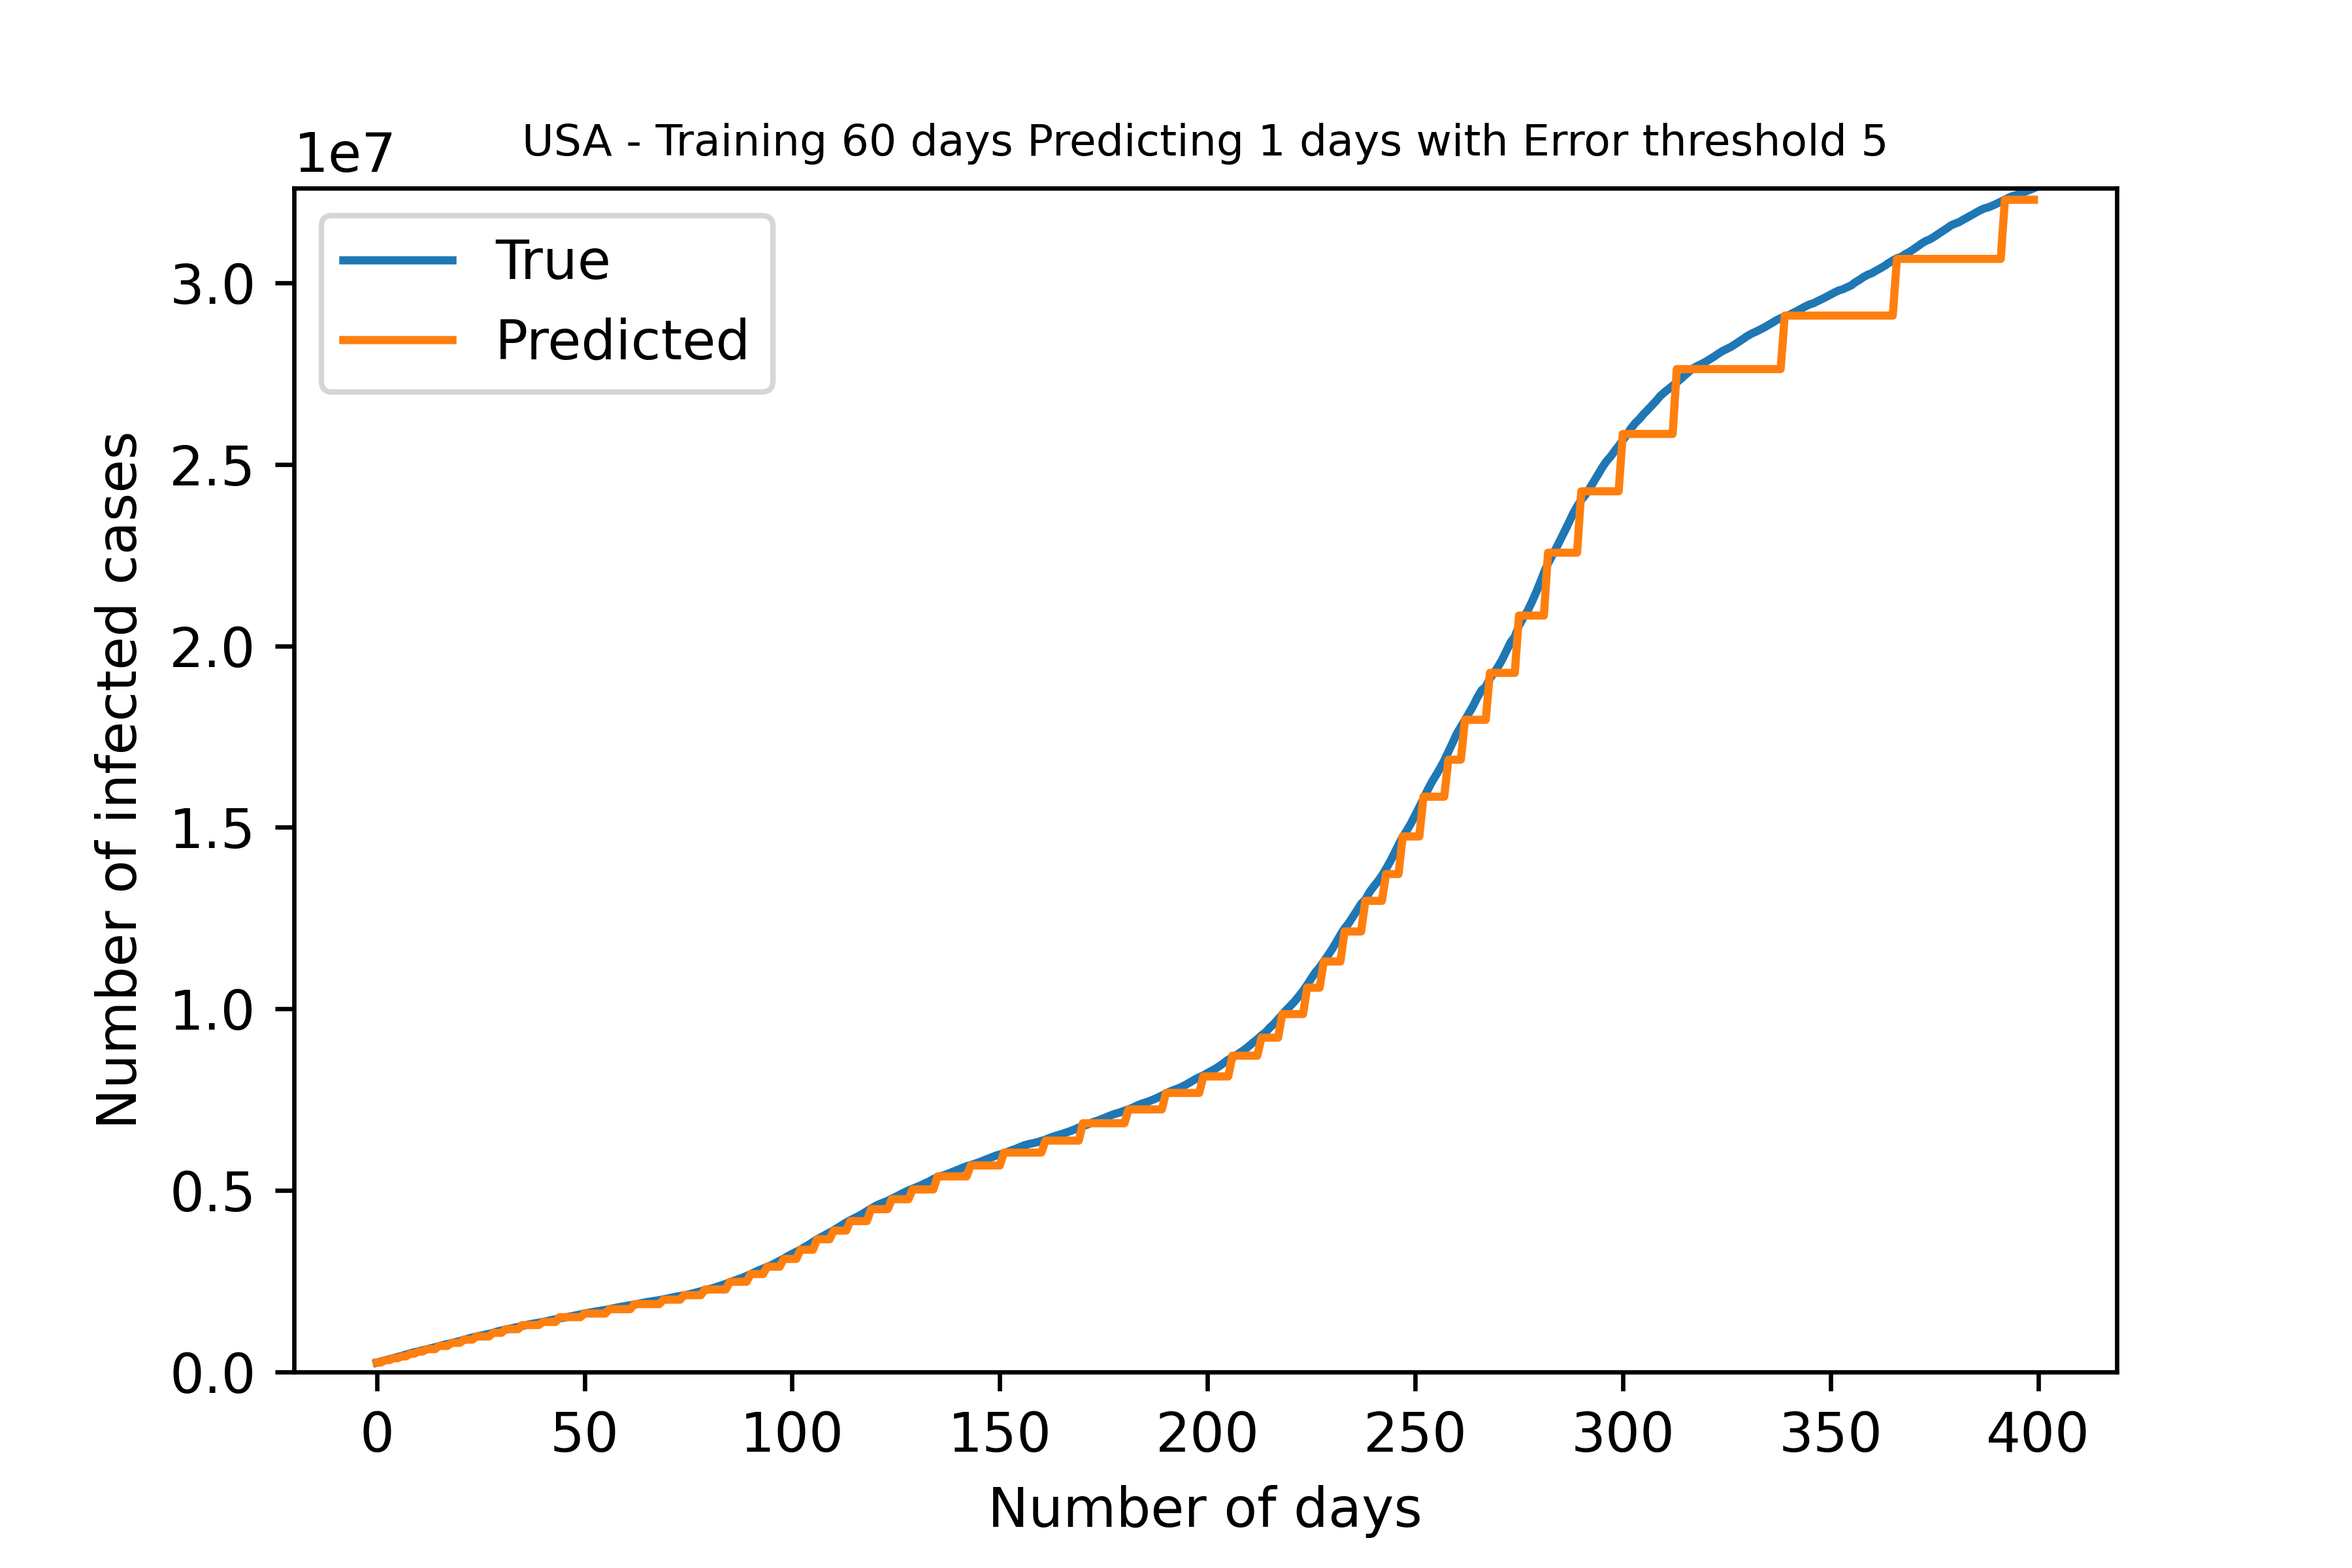 USA - Training 60 days Predicting 1 days with Error threshold 5
1e7
True
Predicted
3.0
2.5
2.0
1.5
1.0
0.5
0.0
Number of infected cases
0 50 100 150 200 250 300 350 400
Number of days